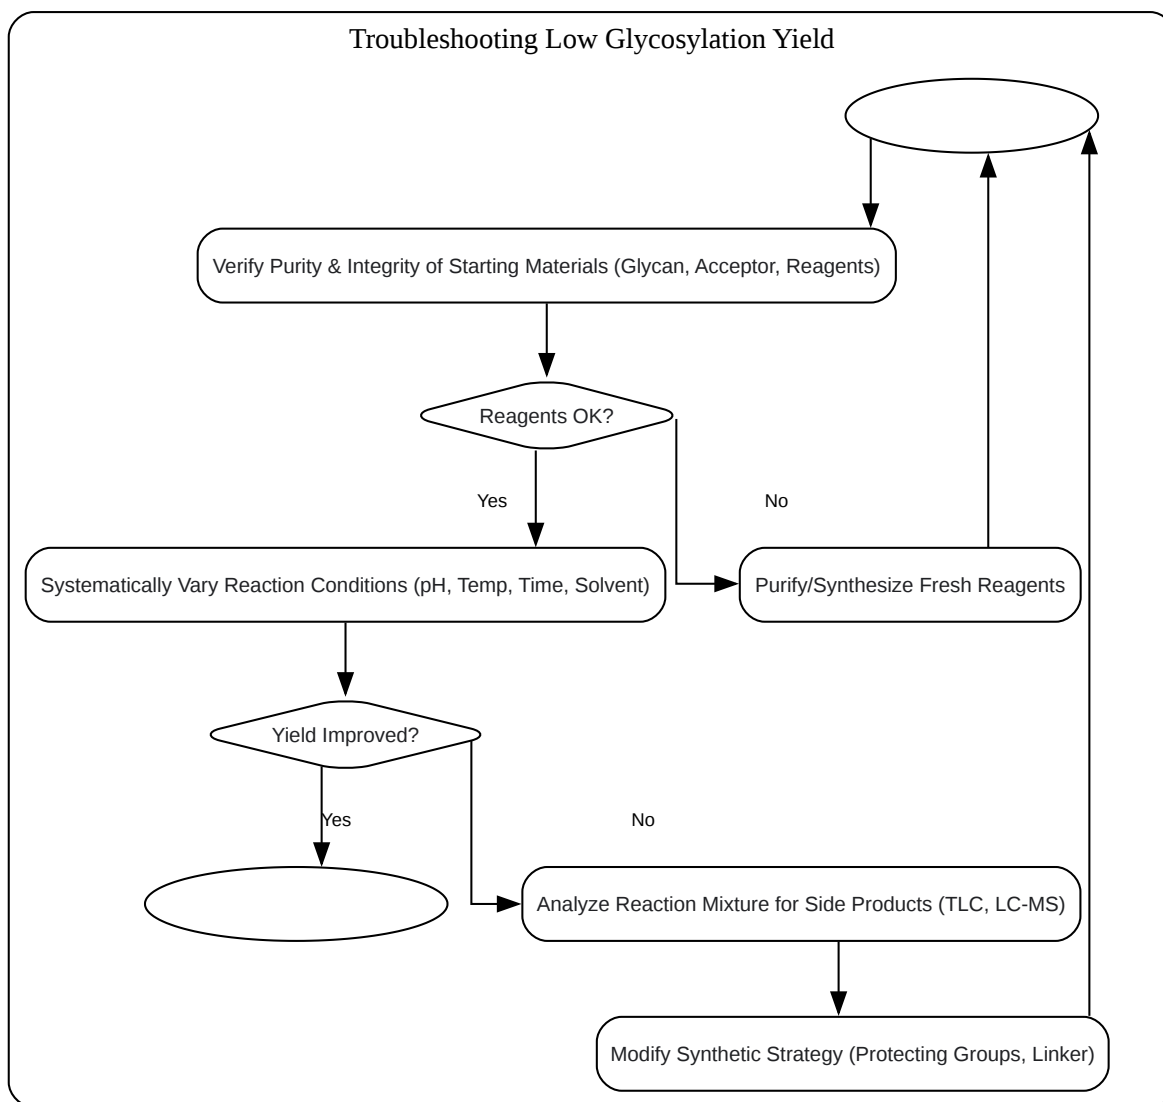 Troubleshooting Low Glycosylation Yield
Verify Purity & Integrity of Starting Materials (Glycan, Acceptor, Reagents)
Reagents OK?
Yes
No
Systematically Vary Reaction Conditions (pH, Temp, Time, Solvent)
Purify/Synthesize Fresh Reagents
Yield Improved?
Yes
No
Analyze Reaction Mixture for Side Products (TLC, LC-MS)
Modify Synthetic Strategy (Protecting Groups, Linker)